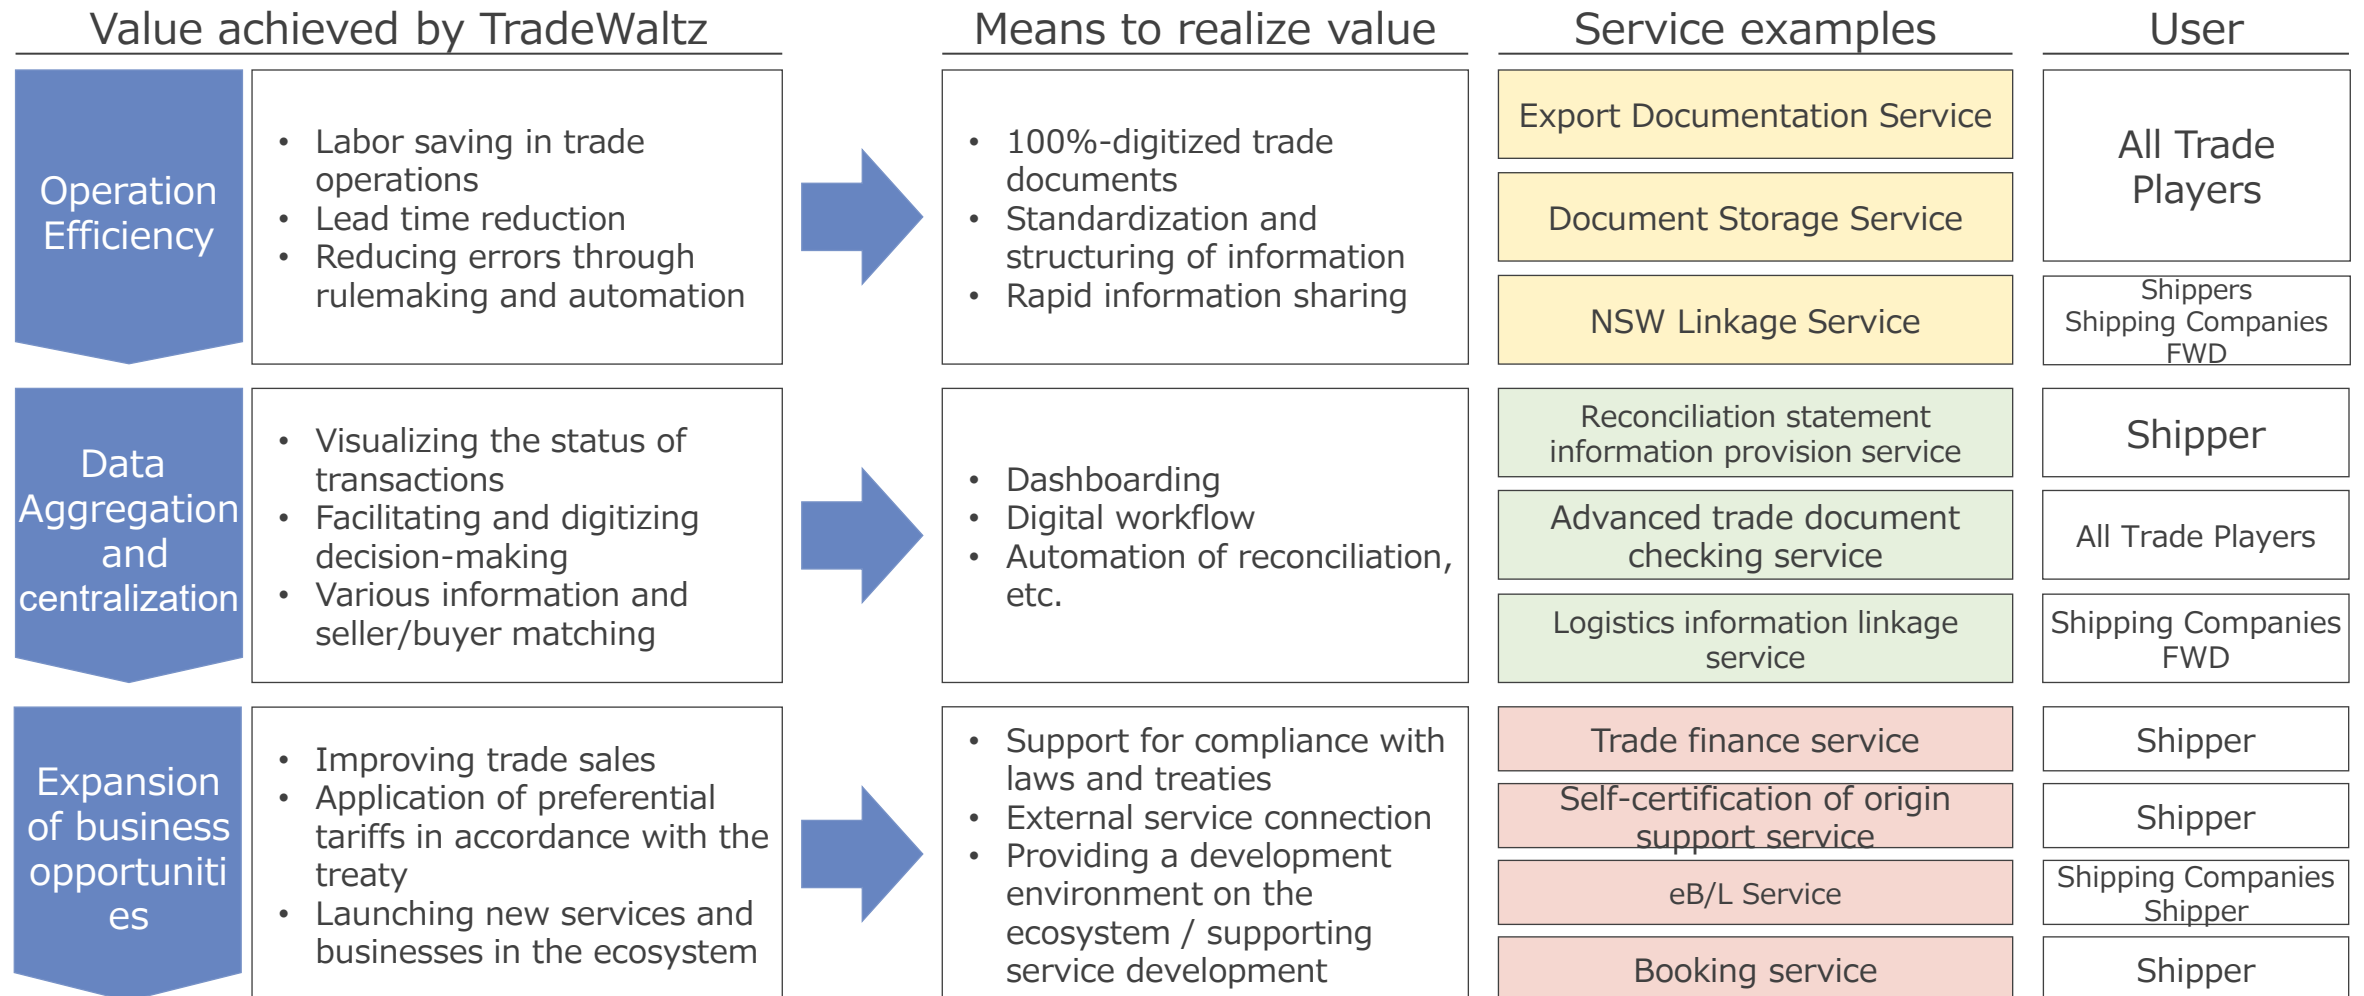 Value achieved by TradeWaltz
Means to realize value
Service examples
User
Operation
Efficiency
• Labor saving in trade
operations
• Lead time reduction
• Reducing errors through
rulemaking and automation
• 100%-digitized trade
documents
• Standardization and
structuring of information
• Rapid information sharing
Export Documentation Service
Document Storage Service
NSW Linkage Service
All Trade
Players
Shippers
Shipping Companies
FWD
Data
Aggregation
and
centralization
• Visualizing the status of
transactions
• Facilitating and digitizing
decision-making
• Various information and
seller/buyer matching
• Dashboarding
• Digital workflow
• Automation of reconciliation,
etc.
Reconciliation statement
information provision service
Advanced trade document
checking service
Logistics information linkage
service
Shipper
All Trade Players
Shipping Companies
FWD
Expansion
of business
opportuniti
es
• Improving trade sales
• Application of preferential
tariffs in accordance with the
treaty
• Launching new services and
businesses in the ecosystem
• Support for compliance with
laws and treaties
• External service connection
• Providing a development
environment on the
ecosystem / supporting
service development
Trade finance service
Self-certification of origin
support service
eB/L Service
Booking service
Shipper
Shipper
Shipping Companies
Shipper
Shipper